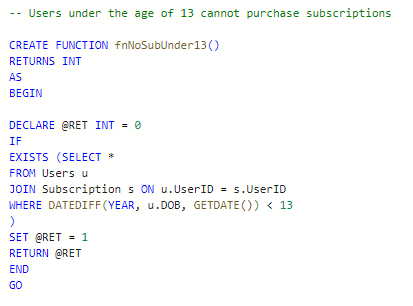 -- Users under the age of 13 cannot purchase subscriptions
CREATE FUNCTION fnNoSubUnder13()
RETURNS INT
AS
BEGIN
DECLARE @RET INT = 0
IF
EXISTS (SELECT *
FROM Users u
JOIN Subscription s ON u.UserID = s.UserID
WHERE DATEDIFF(YEAR, u.DOB, GETDATE()) < 13
)
SET @RET = 1
RETURN @RET
END
GO